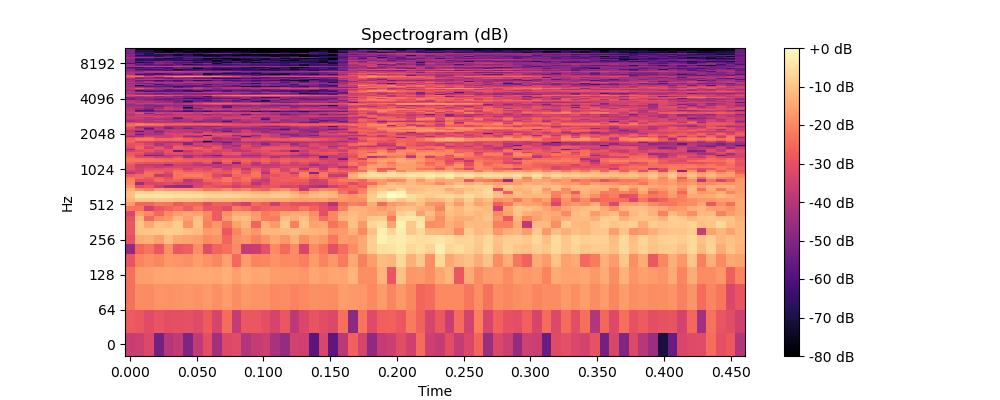 Spectrogram (dB)
Hz
8192
4096
2048
1024
512
256
128
64
0
0.000 0.050 0.100 0.150 0.200 0.250 0.300 0.350 0.400 0.450
Time
+0 dB
-10 dB
-20 dB
-30 dB
-40 dB
-50 dB
-60 dB
-70 dB
-80 dB